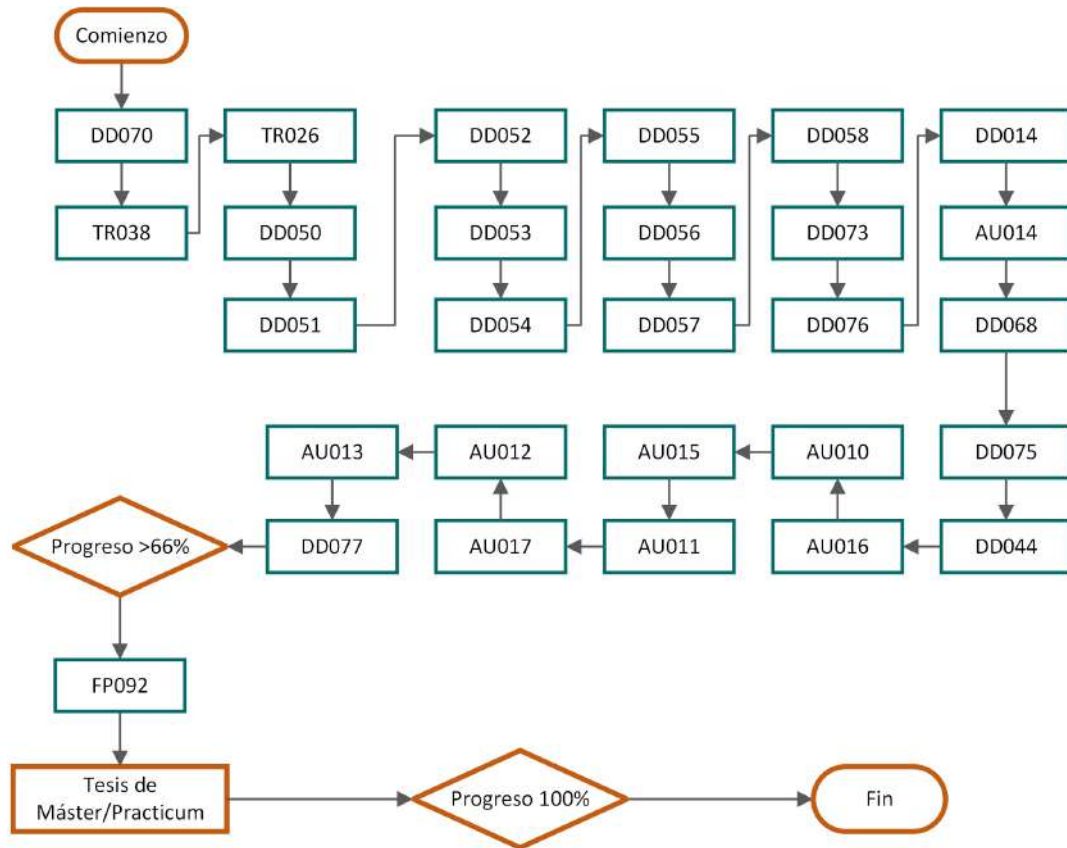 Comienzo
DD070
TR038
TR026
DD050
DD051
DD052
DD053
DD054
DD055
DD056
DD057
DD058
DD073
DD076
DD014
AU014
DD068
DD075
DD044
AU016
AU010
AU015
AU011
AU017
AU012
AU013
DD077
Progreso >66%
FP092
Tesis de
Máster/Practicum
Progreso 100%
Fin